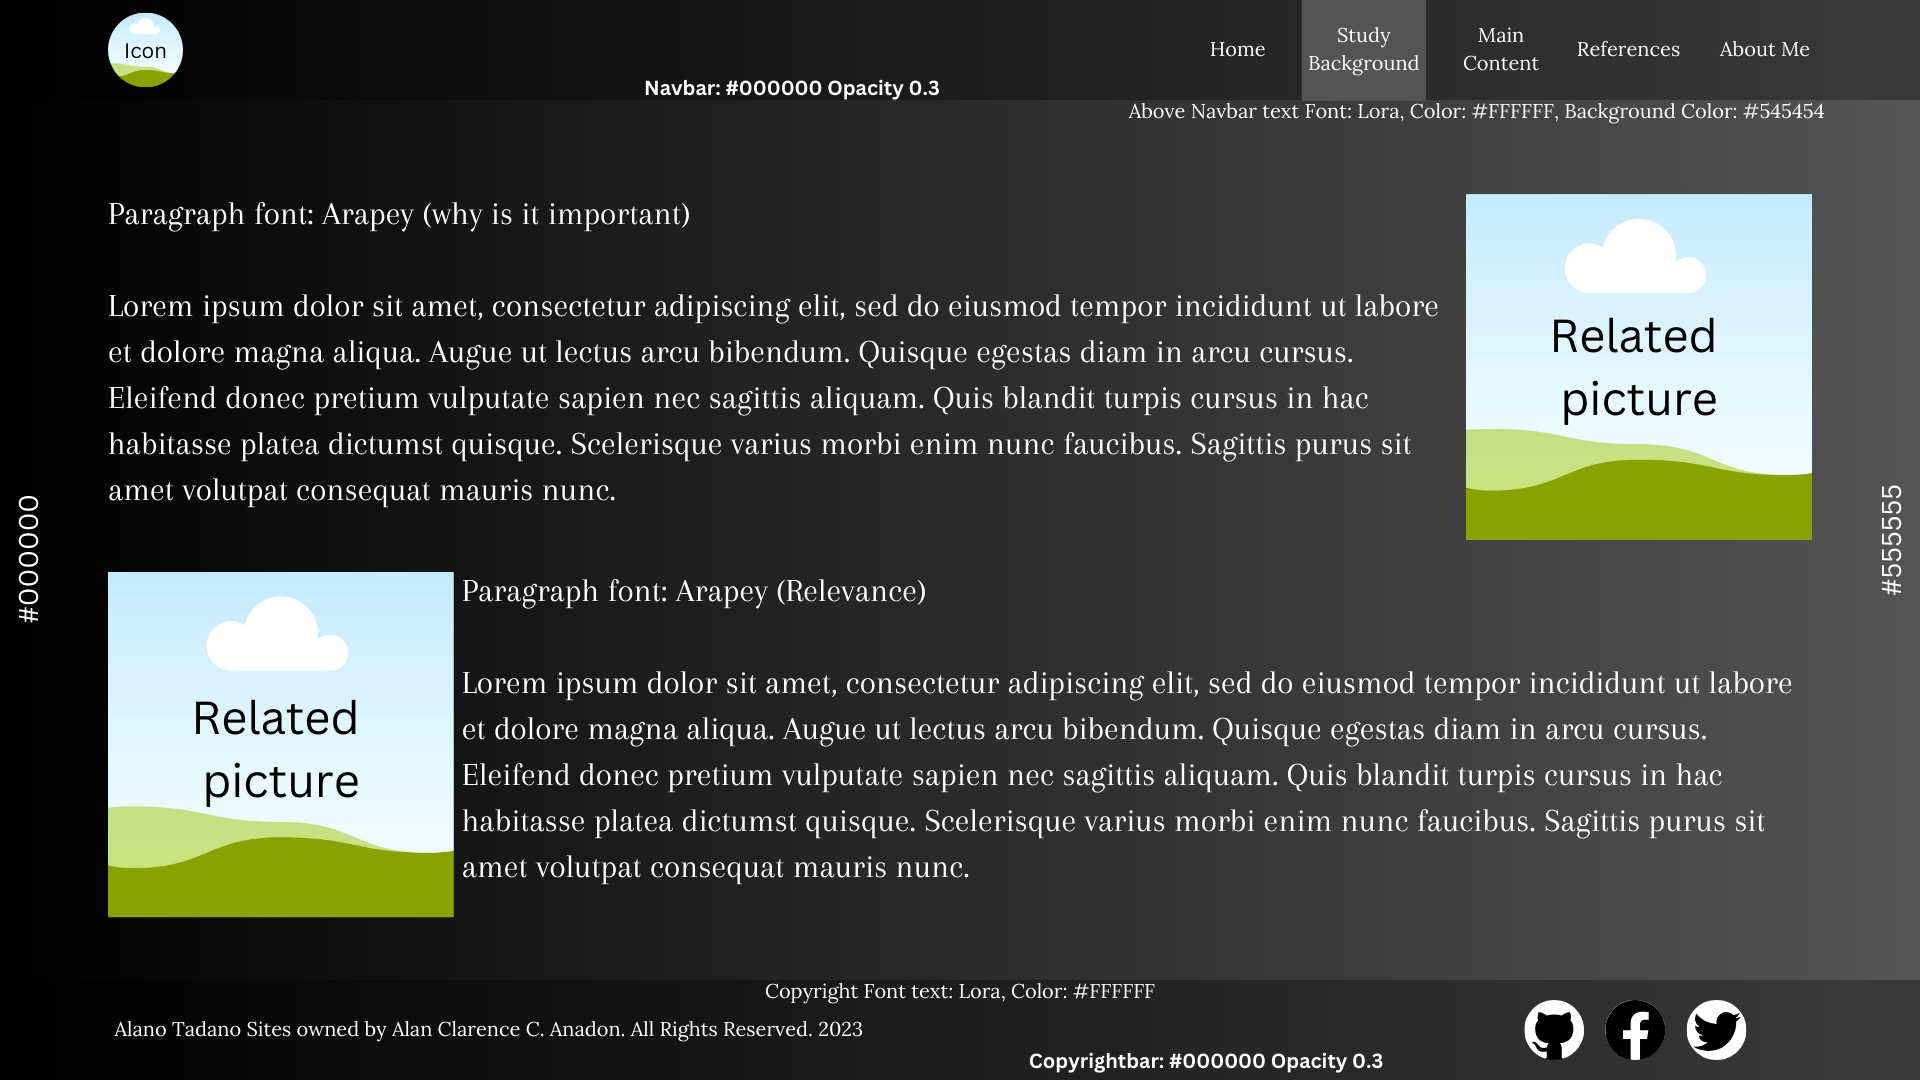 Icon
Home
Study
Background
Main
Content
References
About Me
Navbar: #000000 Opacity 0.3
Above Navbar text Font: Lora, Color: #FFFFFF, Background Color: #545454
Paragraph font: Arapey (why is it important)
Lorem ipsum dolor sit amet, consectetur adipiscing elit, sed do eiusmod tempor incididunt ut labore
et dolore magna aliqua. Augue ut lectus arcu bibendum. Quisque egestas diam in arcu cursus.
Eleifend donec pretium vulputate sapien nec sagittis aliquam. Quis blandit turpis cursus in hac
habitasse platea dictumst quisque. Scelerisque varius morbi enim nunc faucibus. Sagittis purus sit
amet volutpat consequat mauris nunc.
Related
picture
#000000
#555555
Related
picture
Paragraph font: Arapey (Relevance)
Lorem ipsum dolor sit amet, consectetur adipiscing elit, sed do eiusmod tempor incididunt ut labore
et dolore magna aliqua. Augue ut lectus arcu bibendum. Quisque egestas diam in arcu cursus.
Eleifend donec pretium vulputate sapien nec sagittis aliquam. Quis blandit turpis cursus in hac
habitasse platea dictumst quisque. Scelerisque varius morbi enim nunc faucibus. Sagittis purus sit
amet volutpat consequat mauris nunc.
Copyright Font text: Lora, Color: #FFFFFF
Alano Tadano Sites owned by Alan Clarence C. Anadon. All Rights Reserved. 2023
Copyrightbar: #000000 Opacity 0.3